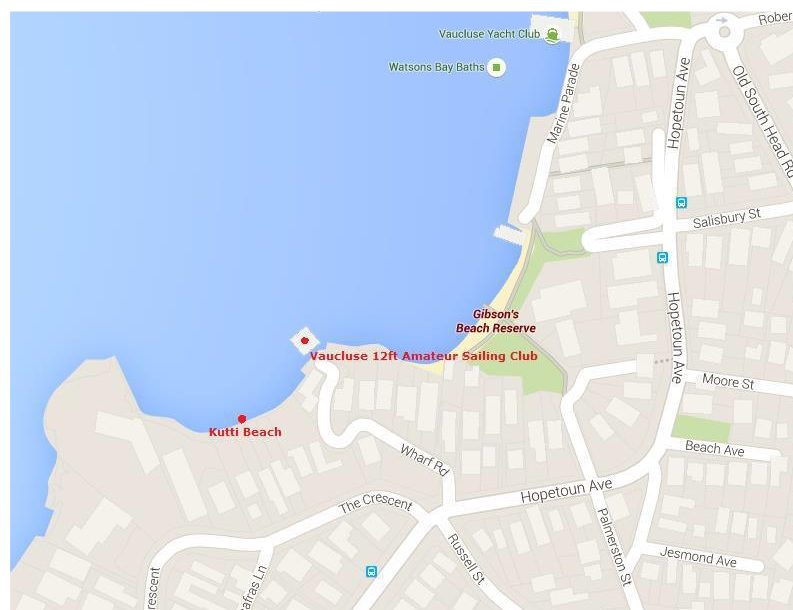 Vaucluse Yacht Club
Rober
Watsons Bay Baths
Marine Parade
Hopetoun Ave
Old South Head Rd
Salisbury St
Gibson's
Beach Reserve
Hopetoun Ave
Vaucluse 12ft Amateur Sailing Club
Moore St
Kutti Beach
Beach Ave
Wharf Rd
Hopetoun Ave
The Crescent
Palmerston St
Russell St
Jesmond Ave
rescent
afras Ln